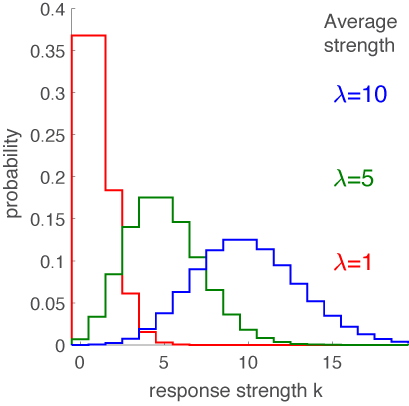 0.4
Average
strength
0.35
0.3
λ=10
0.25
0.2
λ=5
0.15
0.1
λ=1
0.05
0
probability
0 5 10 15
response strength k